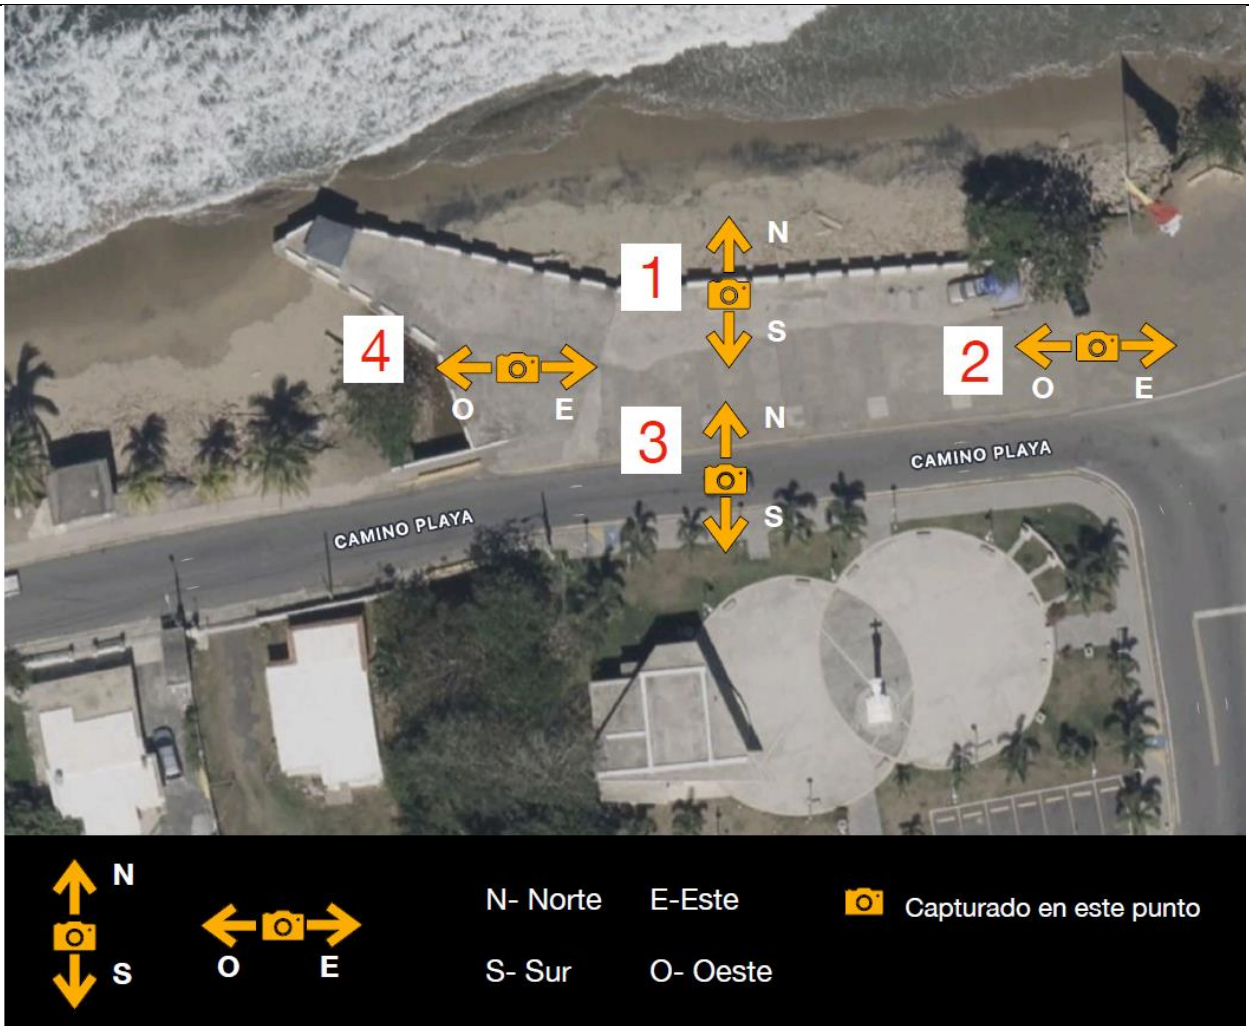 N
1
S
4
O
E
2
O
E
3
N
S
CAMINO PLAYA
CAMINO PLAYA
N
S
O
E
N- Norte
E-Este
S- Sur
O- Oeste
Capturado en este punto